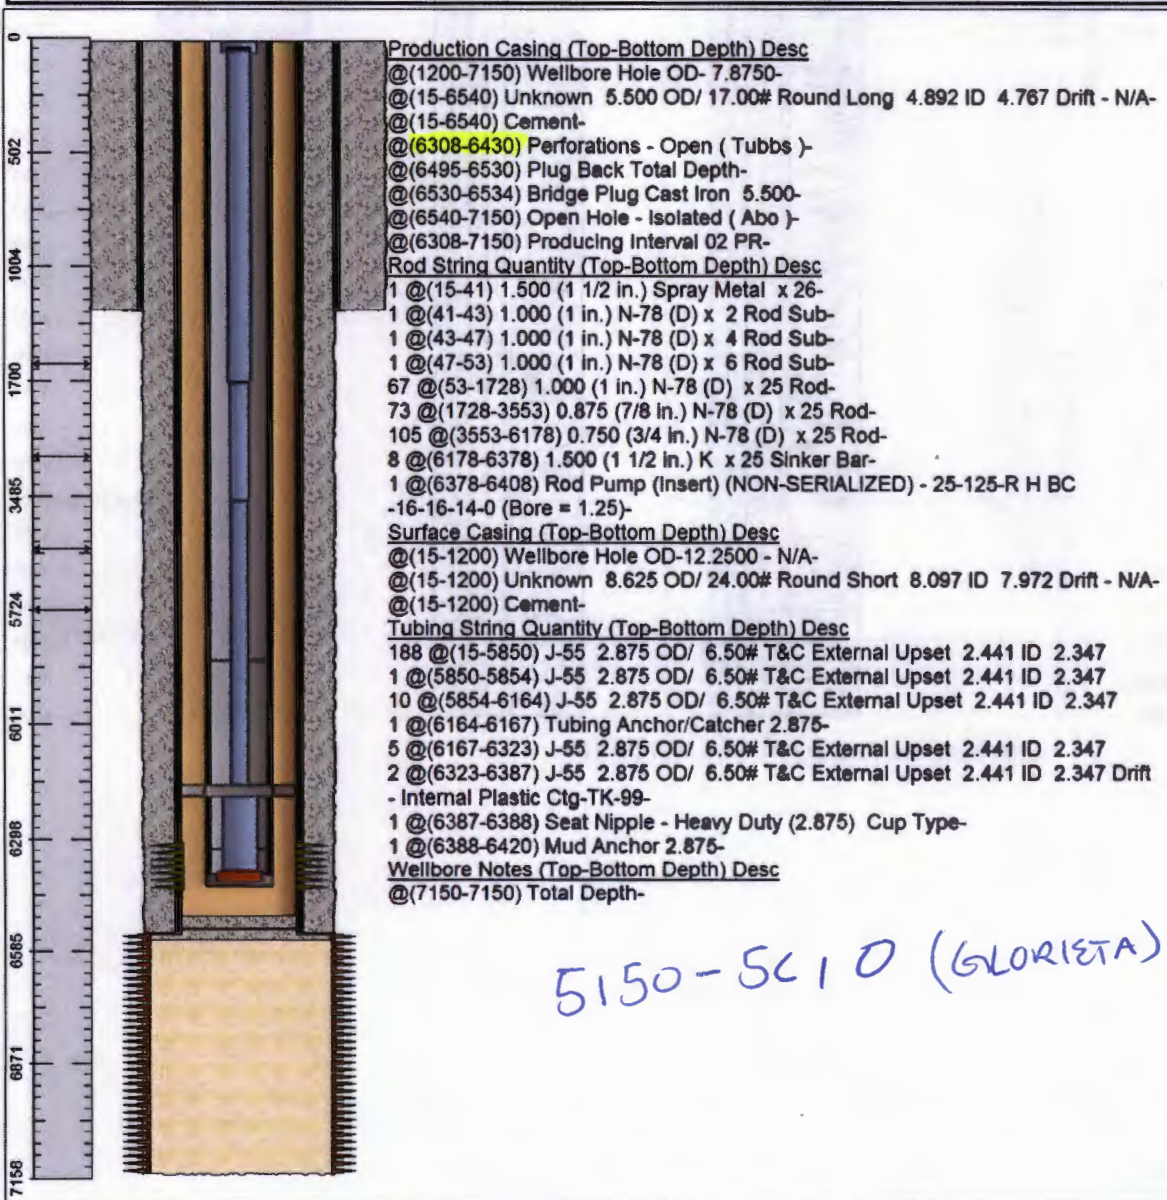 0
502
1004
1700
3485
5724
6011
6298
6585
6871
7158
Production Casing (Top-Bottom Depth) Desc
@(1200-7150) Wellbore Hole OD- 7.8750-
@(15-6540) Unknown 5.500 OD/ 17.00# Round Long 4.892 ID 4.767 Drift - N/A-
@(15-6540) Cement-
@(6308-6430) Perforations - Open ( Tubbs )-
@(6495-6530) Plug Back Total Depth-
@(6530-6534) Bridge Plug Cast Iron 5.500-
@(6540-7150) Open Hole - Isolated ( Abo )-
@(6308-7150) Producing Interval 02 PR-
Rod String Quantity (Top-Bottom Depth) Desc
1 @(15-41) 1.500 (1 1/2 in.) Spray Metal x 26-
1 @(41-43) 1.000 (1 in.) N-78 (D) x 2 Rod Sub-
1 @(43-47) 1.000 (1 in.) N-78 (D) x 4 Rod Sub-
1 @(47-53) 1.000 (1 in.) N-78 (D) x 6 Rod Sub-
67 @(53-1728) 1.000 (1 in.) N-78 (D) x 25 Rod-
73 @(1728-3553) 0.875 (7/8 in.) N-78 (D) x 25 Rod-
105 @(3553-6178) 0.750 (3/4 in.) N-78 (D) x 25 Rod-
8 @(6178-6378) 1.500 (1 1/2 in.) K x 25 Sinker Bar-
1 @(6378-6408) Rod Pump (Insert) (NON-SERIALIZED) - 25-125-R H BC
-16-16-14-0 (Bore = 1.25)-
Surface Casing (Top-Bottom Depth) Desc
@(15-1200) Wellbore Hole OD-12.2500 - N/A-
@(15-1200) Unknown 8.625 OD/ 24.00# Round Short 8.097 ID 7.972 Drift - N/A-
@(15-1200) Cement-
Tubing String Quantity (Top-Bottom Depth) Desc
188 @(15-5850) J-55 2.875 OD/ 6.50# T&C External Upset 2.441 ID 2.347
1 @(5850-5854) J-55 2.875 OD/ 6.50# T&C External Upset 2.441 ID 2.347
10 @(5854-6164) J-55 2.875 OD/ 6.50# T&C External Upset 2.441 ID 2.347
1 @(6164-6167) Tubing Anchor/Catcher 2.875-
5 @(6167-6323) J-55 2.875 OD/ 6.50# T&C External Upset 2.441 ID 2.347
2 @(6323-6387) J-55 2.875 OD/ 6.50# T&C External Upset 2.441 ID 2.347 Drift
- Internal Plastic Ctg-TK-99-
1 @(6387-6388) Seat Nipple - Heavy Duty (2.875) Cup Type-
1 @(6388-6420) Mud Anchor 2.875-
Wellbore Notes (Top-Bottom Depth) Desc
@(7150-7150) Total Depth-
5150- (GLORIETA)